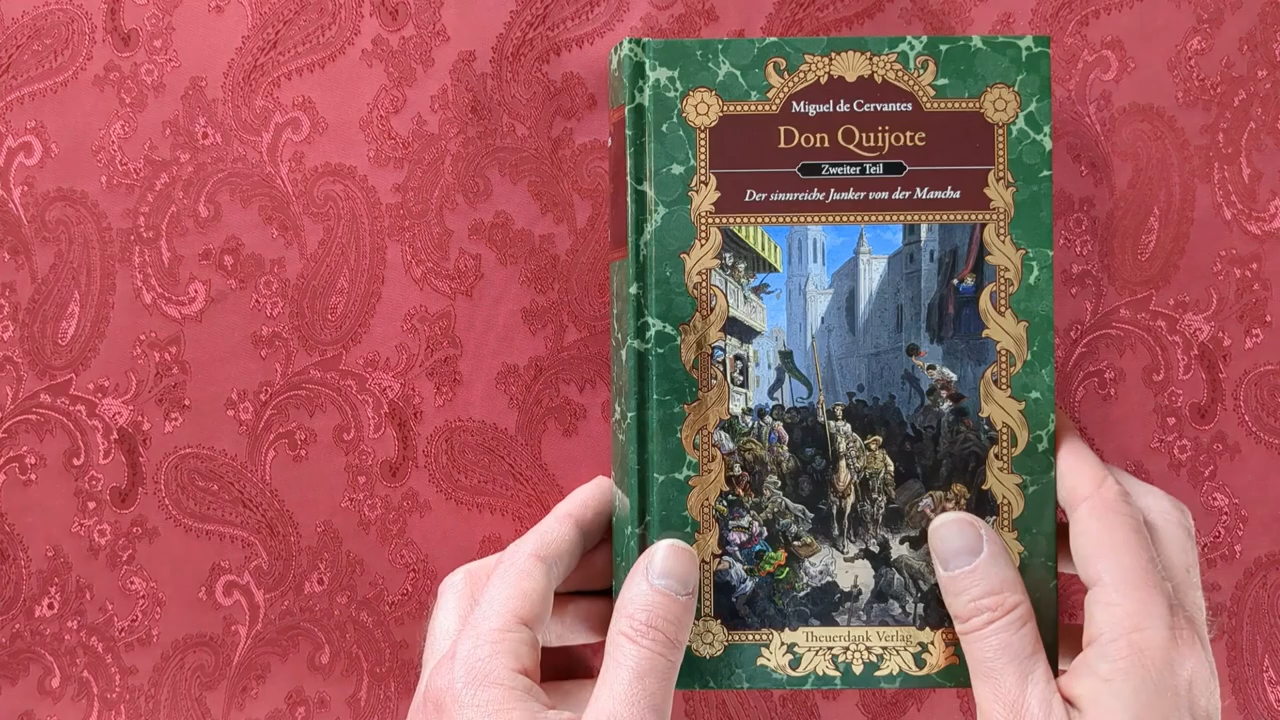 Miguel de Cervantes
Don Quijote
Zweiter Teil
Der sinnreiche Junker von der Mancha
Theuerdank Verlag